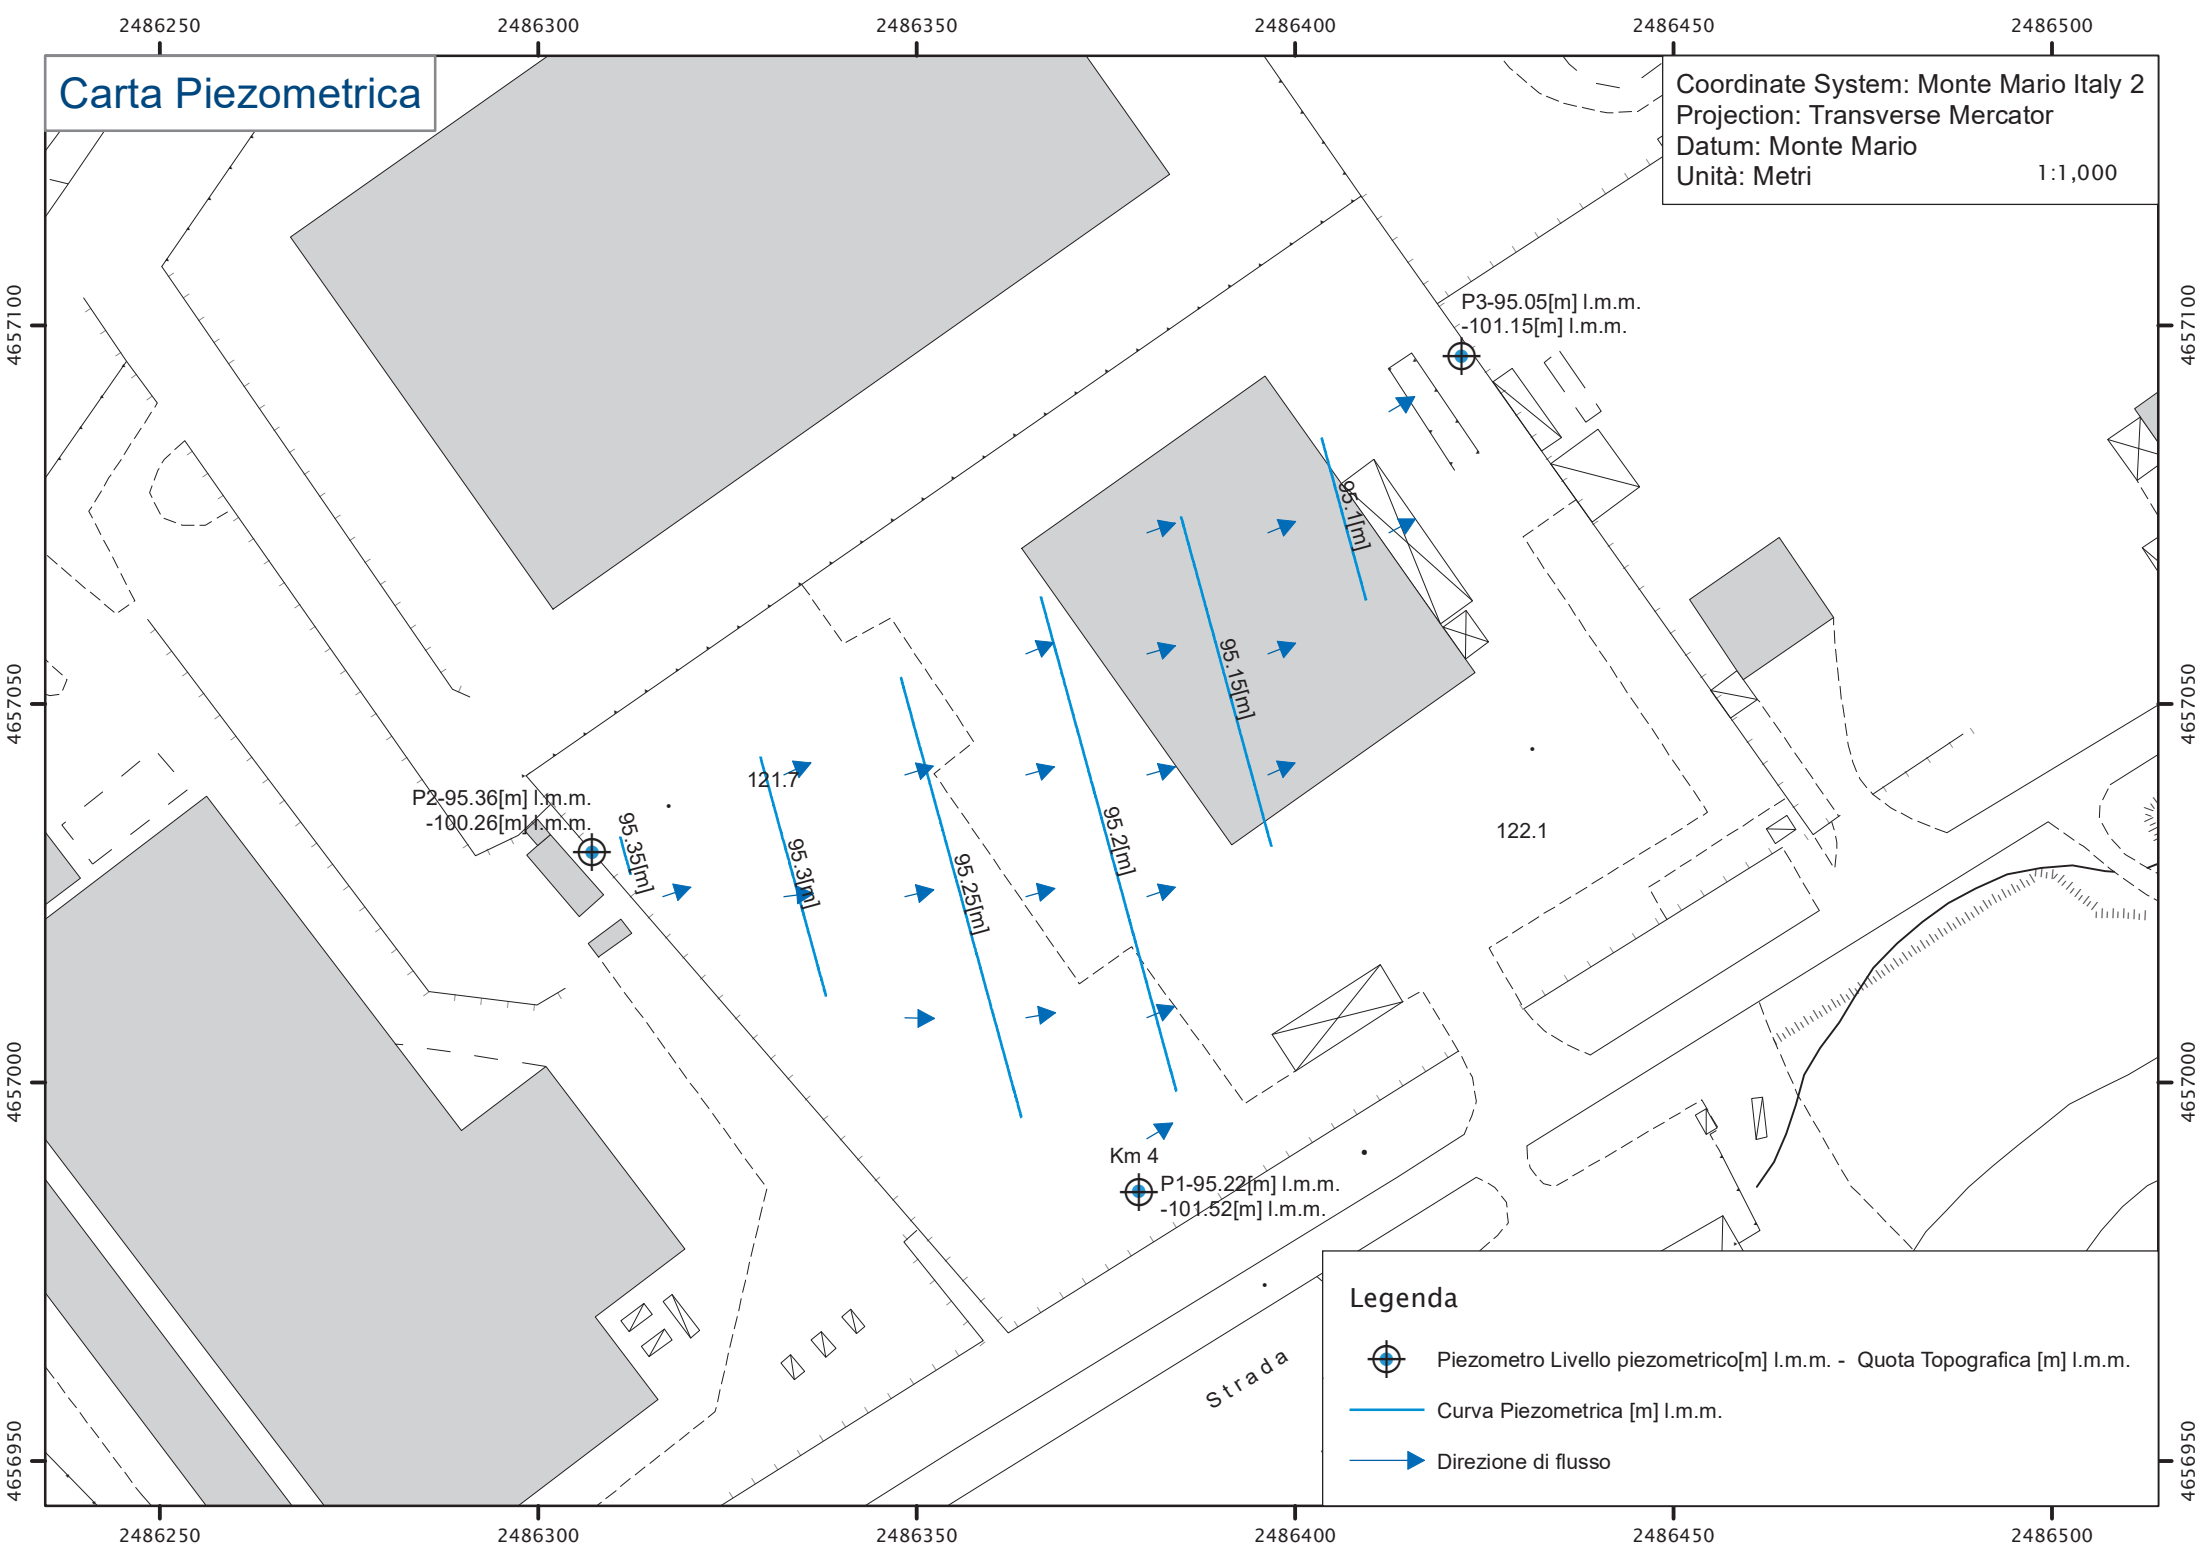 2486250 2486300 2486350 2486400 2486450 2486500
Carta Piezometrica
Coordinate System: Monte Mario Italy 2
Projection: Transverse Mercator
Datum: Monte Mario
Unità: Metri 1:1,000
4657100
4657100
P3-95.05[m] l.m.m.
-101.15[m] l.m.m.
95.1[m]
95.15[m]
4657050
4657050
121.7
P2-95.36[m] l.m.m.
-100.26[m] l.m.m.
95.35[m]
95.3[m]
95.25[m]
95.2[m]
122.1
4657000
4657000
Km 4
P1-95.22[m] l.m.m.
-101.52[m] l.m.m.
Strada
Legenda
Piezometro Livello piezometrico[m] l.m.m. - Quota Topografica [m] l.m.m.
Curva Piezometrica [m] l.m.m.
Direzione di flusso
4656950
4656950
2486250 2486300 2486350 2486400 2486450 2486500